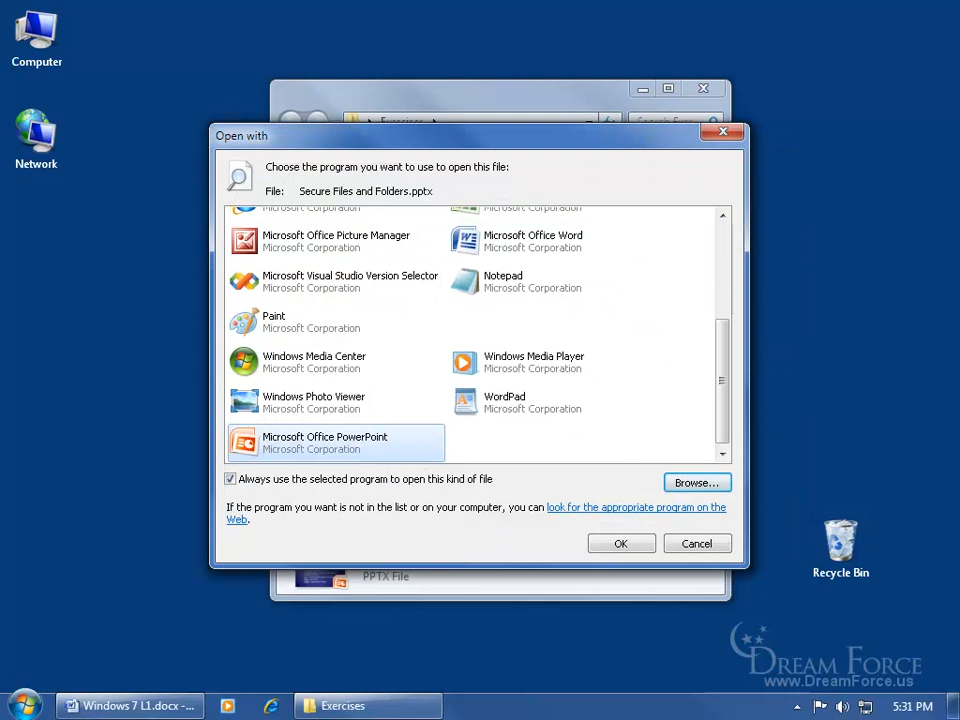 Computer
Network
Exercises
Open with
Choose the program you want to use to open this file:
File: Secure Files and Folders.pptx
Microsoft Corporation
Microsoft Corporation
Microsoft Office Picture Manager
Microsoft Corporation
Microsoft Office Word
Microsoft Corporation
Microsoft Visual Studio Version Selector
Microsoft Corporation
Notepad
Microsoft Corporation
Paint
Microsoft Corporation
Windows Media Center
Microsoft Corporation
Windows Media Player
Microsoft Corporation
Windows Photo Viewer
Microsoft Corporation
WordPad
Microsoft Corporation
Microsoft Office PowerPoint
Microsoft Corporation
Always use the selected program to open this kind of file
Browse...
If the program you want is not in the list or on your computer, you can look for the appropriate program on the
Web.
OK
Cancel
PPTX File
Recycle Bin
DREAM FORCE
www.DreamForce.us
Windows 7 L1.docx -...
Exercises
5:31 PM